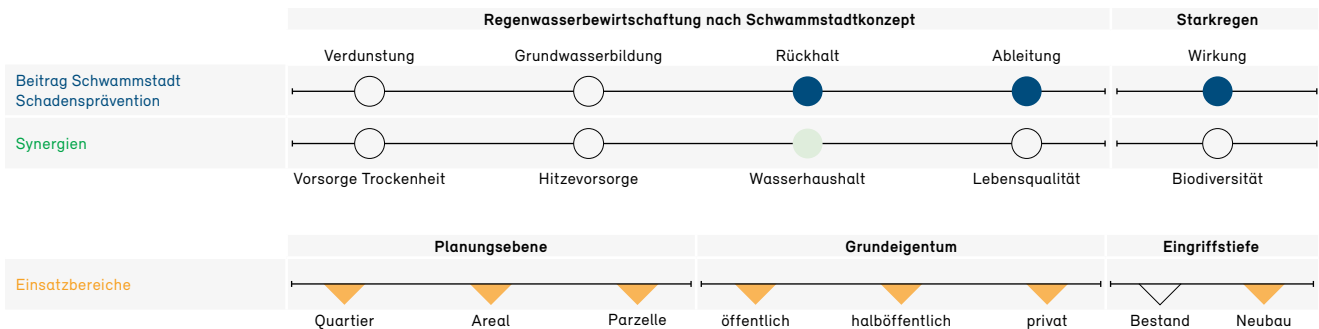 Regenwasserbewirtschaftung nach Schwammstadtkonzept Starkregen
Verdunstung Grundwasserbildung Rückhalt Ableitung Wirkung
Beitrag Schwammstadt
Schadensprävention
Synergien
Vorsorge Trockenheit Hitzevorsorge Wasserhaushalt Lebensqualität Biodiversität
Planungsebene Grundeigentum Eingriffstiefe
Einsatzbereiche
Quartier Areal Parzelle öffentlich halböffentlich privat Bestand Neubau